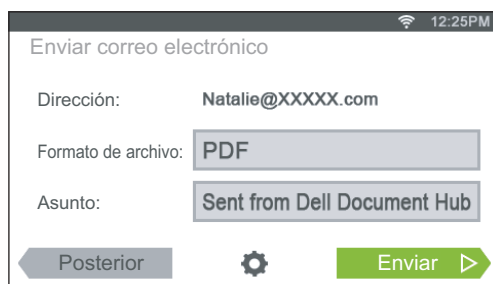 12:25PM
Enviar correo electrónico
Dirección: Natalie@XXXXX.com
Formato de archivo: PDF
Asunto: Sent from Dell Document Hub
Posterior Enviar